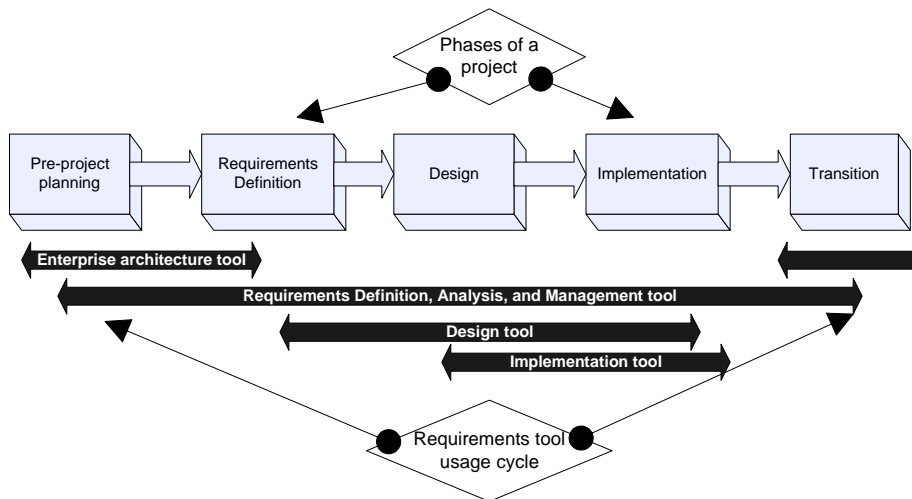 Phases of a
project
Pre-project
planning
Requirements
Definition
Design
Implementation
Transition
Enterprise architecture tool
Requirements Definition, Analysis, and Management tool
Design tool
Implementation tool
Requirements tool
usage cycle